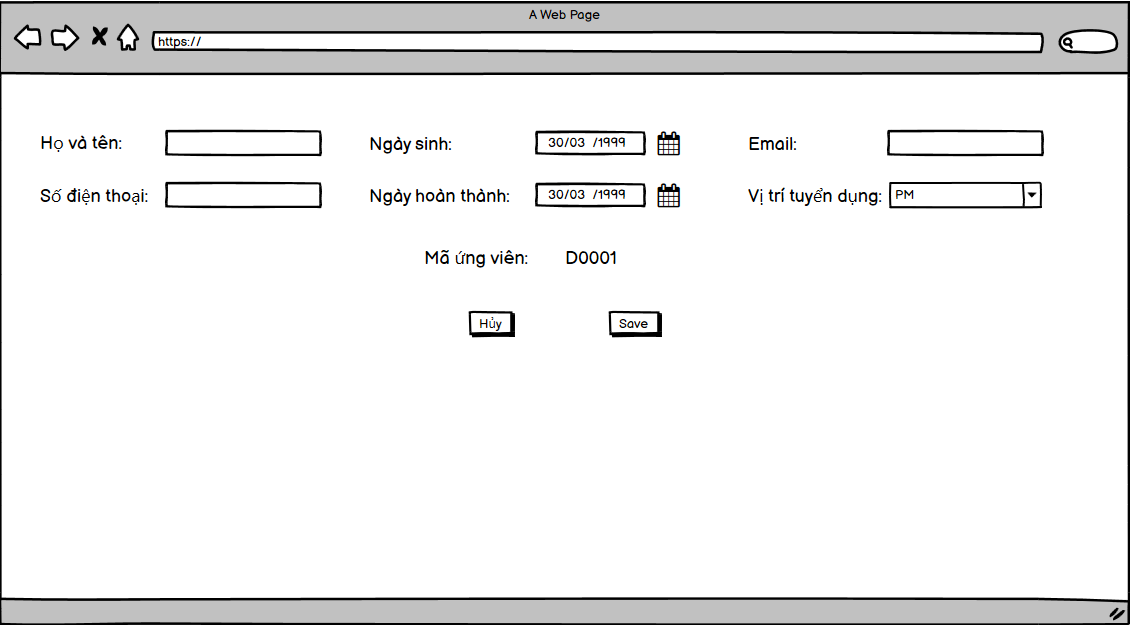 A Web Page
https://
Họ và tên: Ngày sinh: 30/03 /1999 Email:
Số điện thoại: Ngày hoàn thành: 30/03 /1999 Vị trí tuyển dụng: PM
Mã ứng viên: D0001
Hủy Save